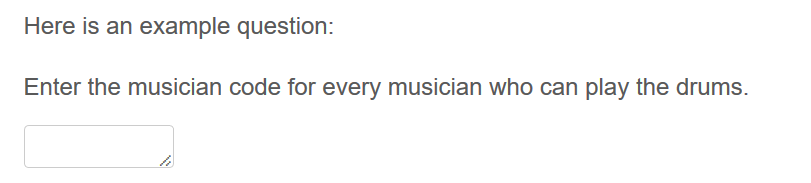 Here is an example question:
Enter the musician code for every musician who can play the drums.